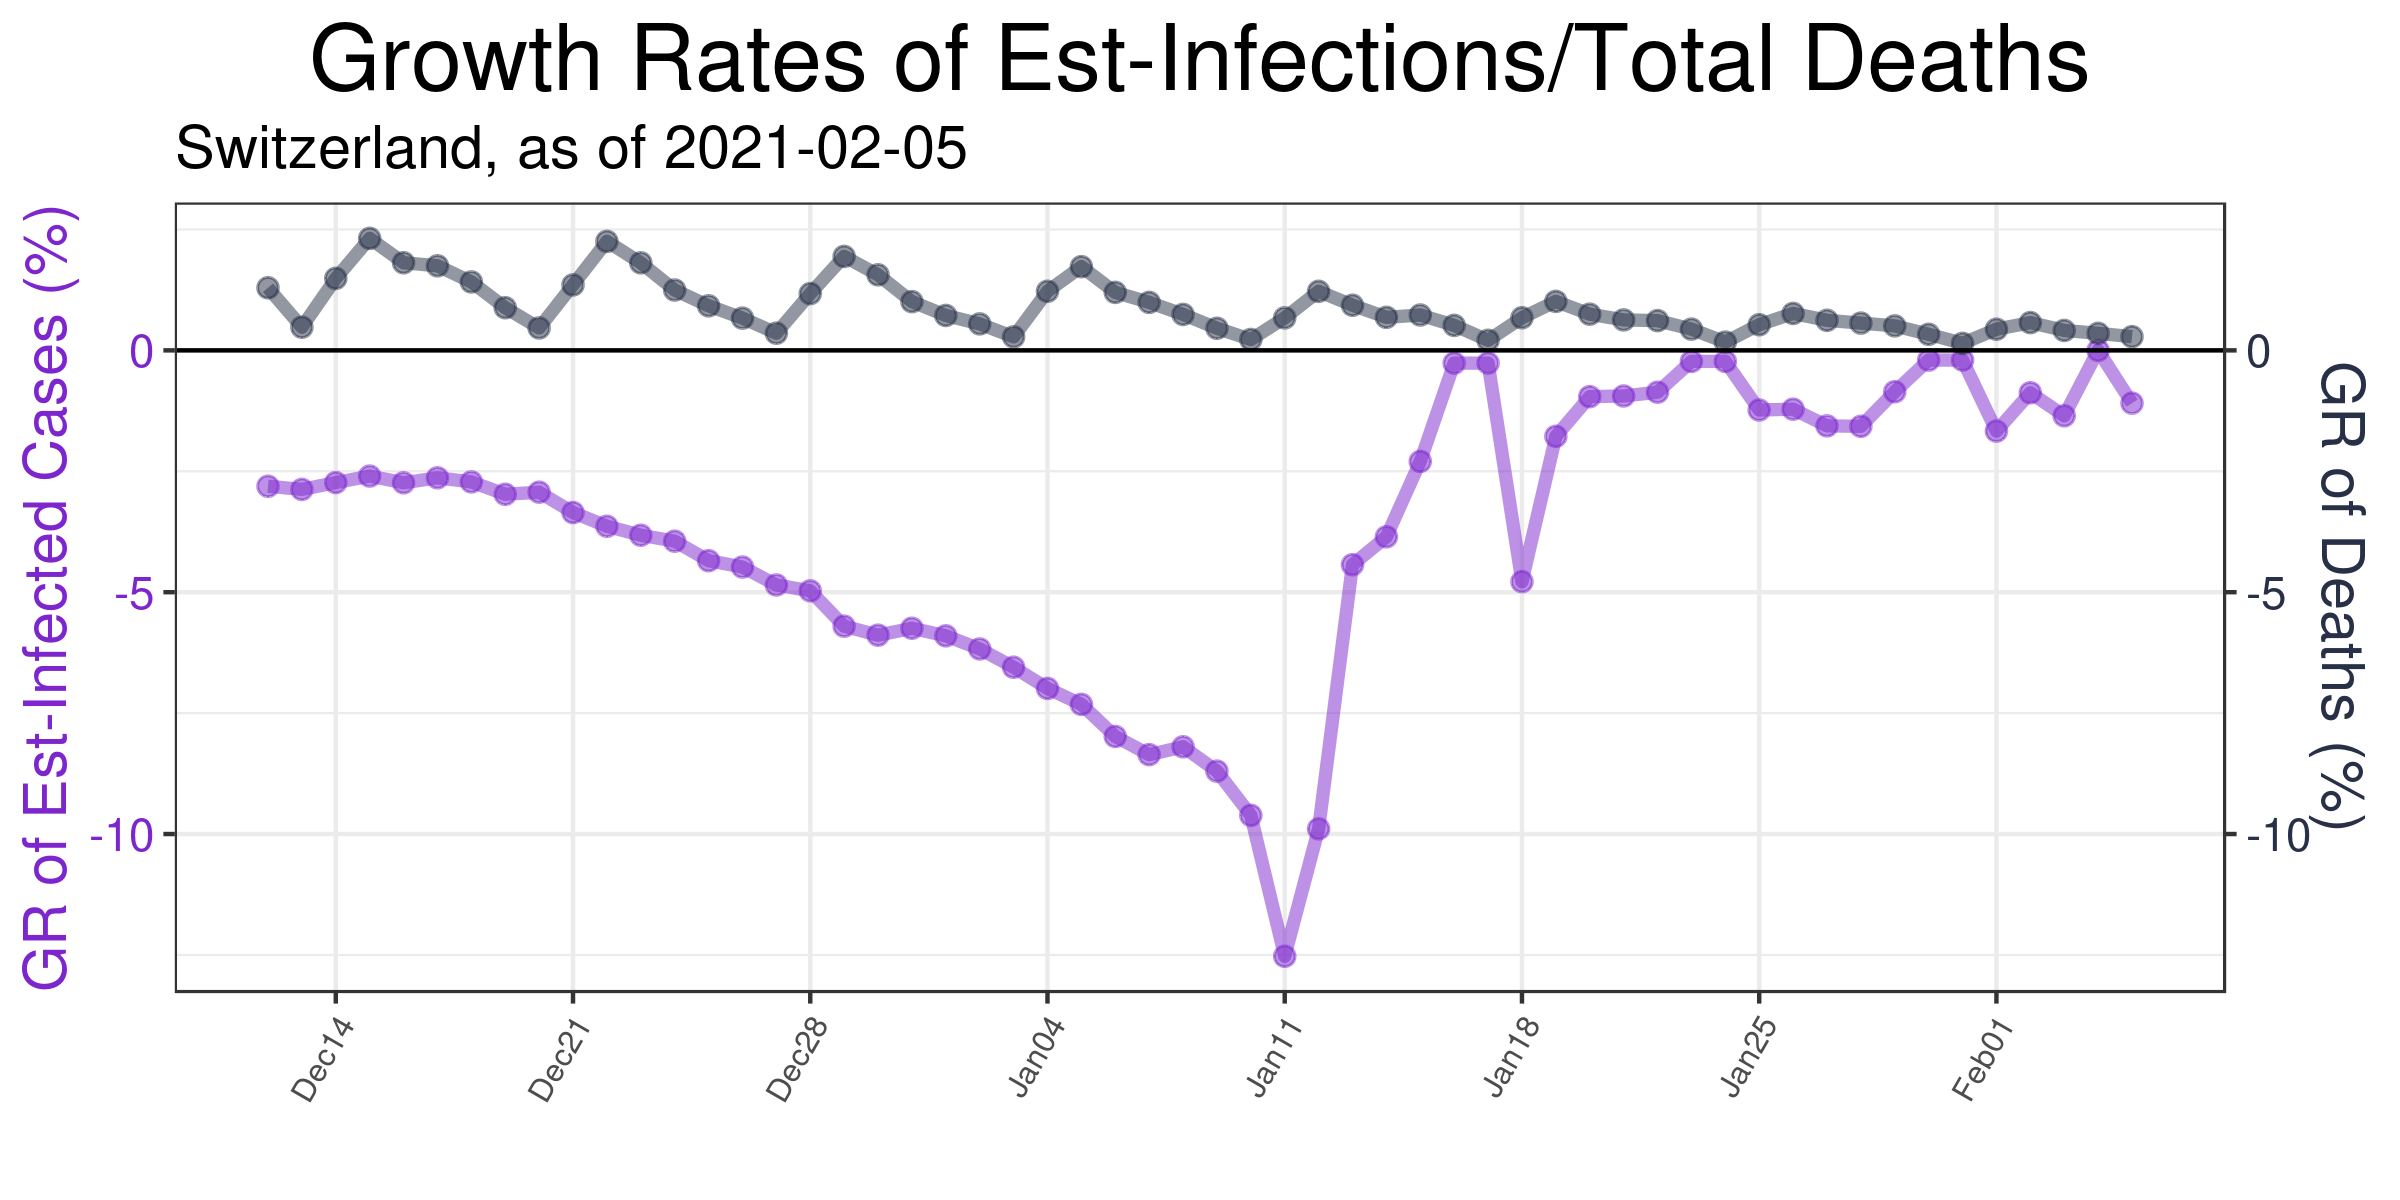 Growth Rates of Est-Infections/Total Deaths
Switzerland, as of 2021-02-05
GR of Est-Infected Cases (%)
0
-5
-10
0
-5
-10
GR of Deaths (%)
Dec14
Dec21
Dec28
Jan04
Jan11
Jan18
Jan25
Feb01